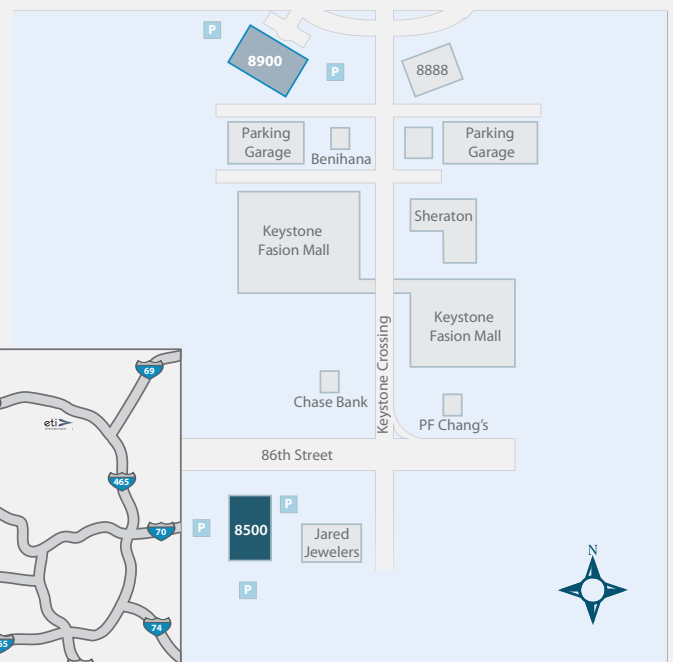 P
8900
P
8888
Parking
Garage
Benihana
Parking
Garage
Keystone
Fasion Mall
Sheraton
Keystone
Fasion Mall
Keystone Crossing
Chase Bank
PF Chang's
86th Street
8500
P
P
Jared
Jewelers
P
N
69
eti
465
70
74
65